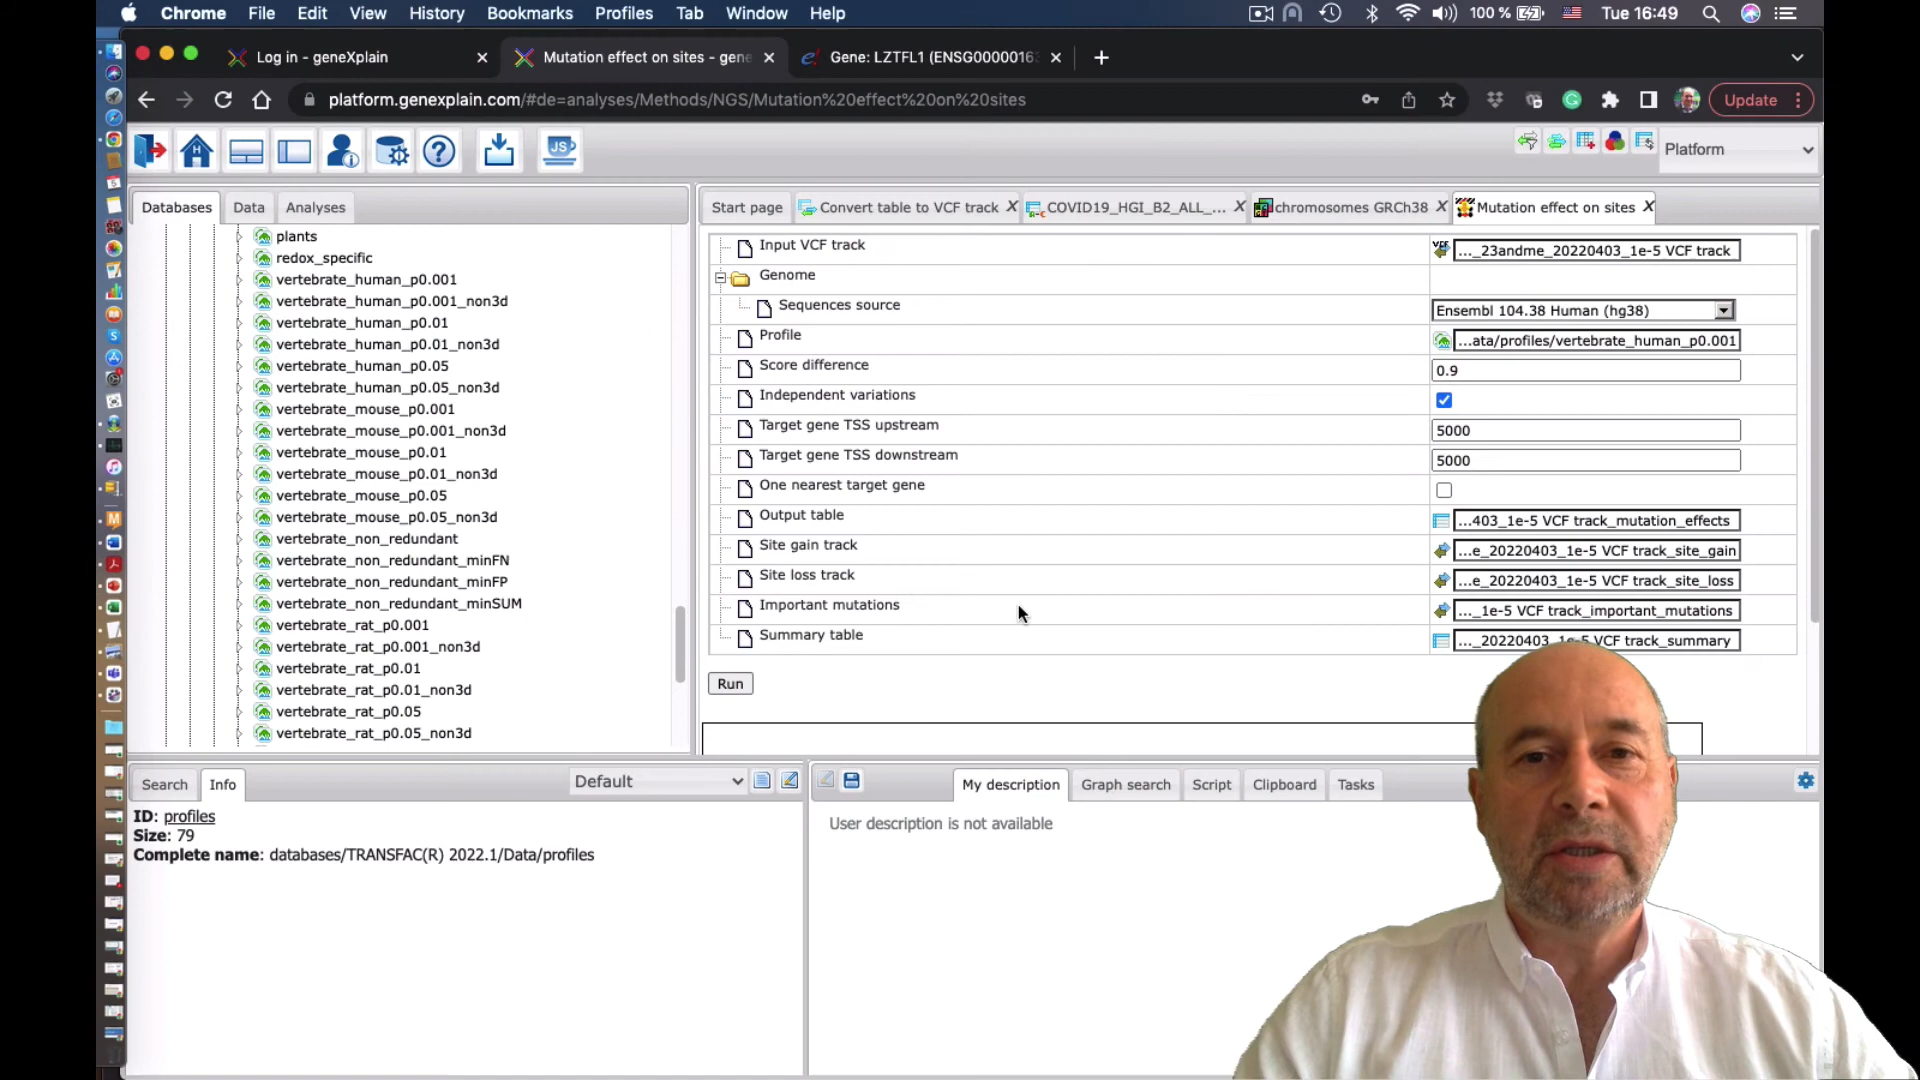 Chrome File Edit View History Bookmarks Profiles Tab Window Help 100 % Tue 16:49
Log in - geneXplain
Mutation effect on sites - gene
Gene: LZTFL1 (ENSG0000016
platform.genexplain.com/#de=analyses/Methods/NGS/Mutation%20effect%20on%20sites
Update
H
JS
Platform
Databases Data Analyses
Start page Convert table to VCF track COVID19_HGI_B2_ALL_... chromosomes GRCh38 Mutation effect on sites
plants
redox_specific
vertebrate_human_p0.001
vertebrate_human_p0.001_non3d
vertebrate_human_p0.01
vertebrate_human_p0.01_non3d
vertebrate_human_p0.05
vertebrate_human_p0.05_non3d
vertebrate_mouse_p0.001
vertebrate_mouse_p0.001_non3d
vertebrate_mouse_p0.01
vertebrate_mouse_p0.01_non3d
vertebrate_mouse_p0.05
vertebrate_mouse_p0.05_non3d
vertebrate_non_redundant
vertebrate_non_redundant_minFN
vertebrate_non_redundant_minFP
vertebrate_non_redundant_minSUM
vertebrate_rat_p0.001
vertebrate_rat_p0.001_non3d
vertebrate_rat_p0.01
vertebrate_rat_p0.01_non3d
vertebrate_rat_p0.05
vertebrate_rat_p0.05_non3d
Input VCF track ..._23andme_20220403_1e-5 VCF track
Genome
Sequences source Ensembl 104.38 Human (hg38)
Profile ...ata/profiles/vertebrate_human_p0.001
Score difference 0.9
Independent variations
Target gene TSS upstream 5000
Target gene TSS downstream 5000
One nearest target gene
Output table ...403_1e-5 VCF track_mutation_effects
Site gain track ...e_20220403_1e-5 VCF track_site_gain
Site loss track ...e_20220403_1e-5 VCF track_site_loss
Important mutations ..._1e-5 VCF track_important_mutations
Summary table ..._20220403_1e-5 VCF track_summary
Run
Search Info Default
ID: profiles
Size: 79
Complete name: databases/TRANSFAC(R) 2022.1/Data/profiles
My description Graph search Script Clipboard Tasks
User description is not available